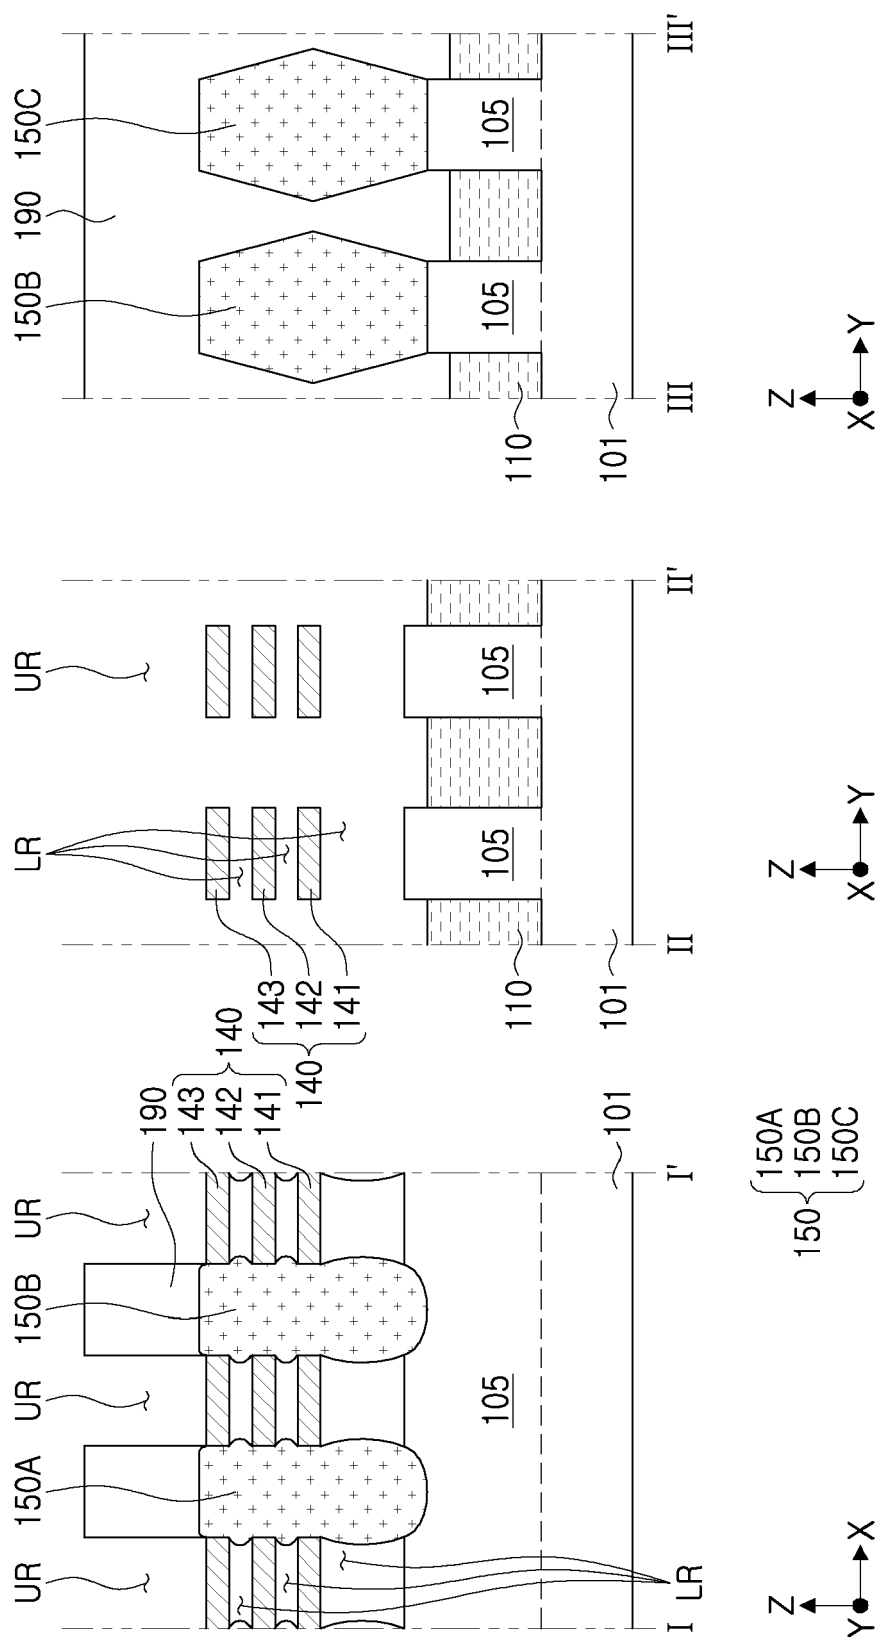 UR 150A UR 150B UR
190
143
142 140
141
105
101
LR
I I'
Z
Y X
150 150A
150B
150C
LR UR
143
140 142
141
105 105
110
101
II II'
Z
X Y
150B 190 150C
105 105
110
101
III III'
Z
X Y